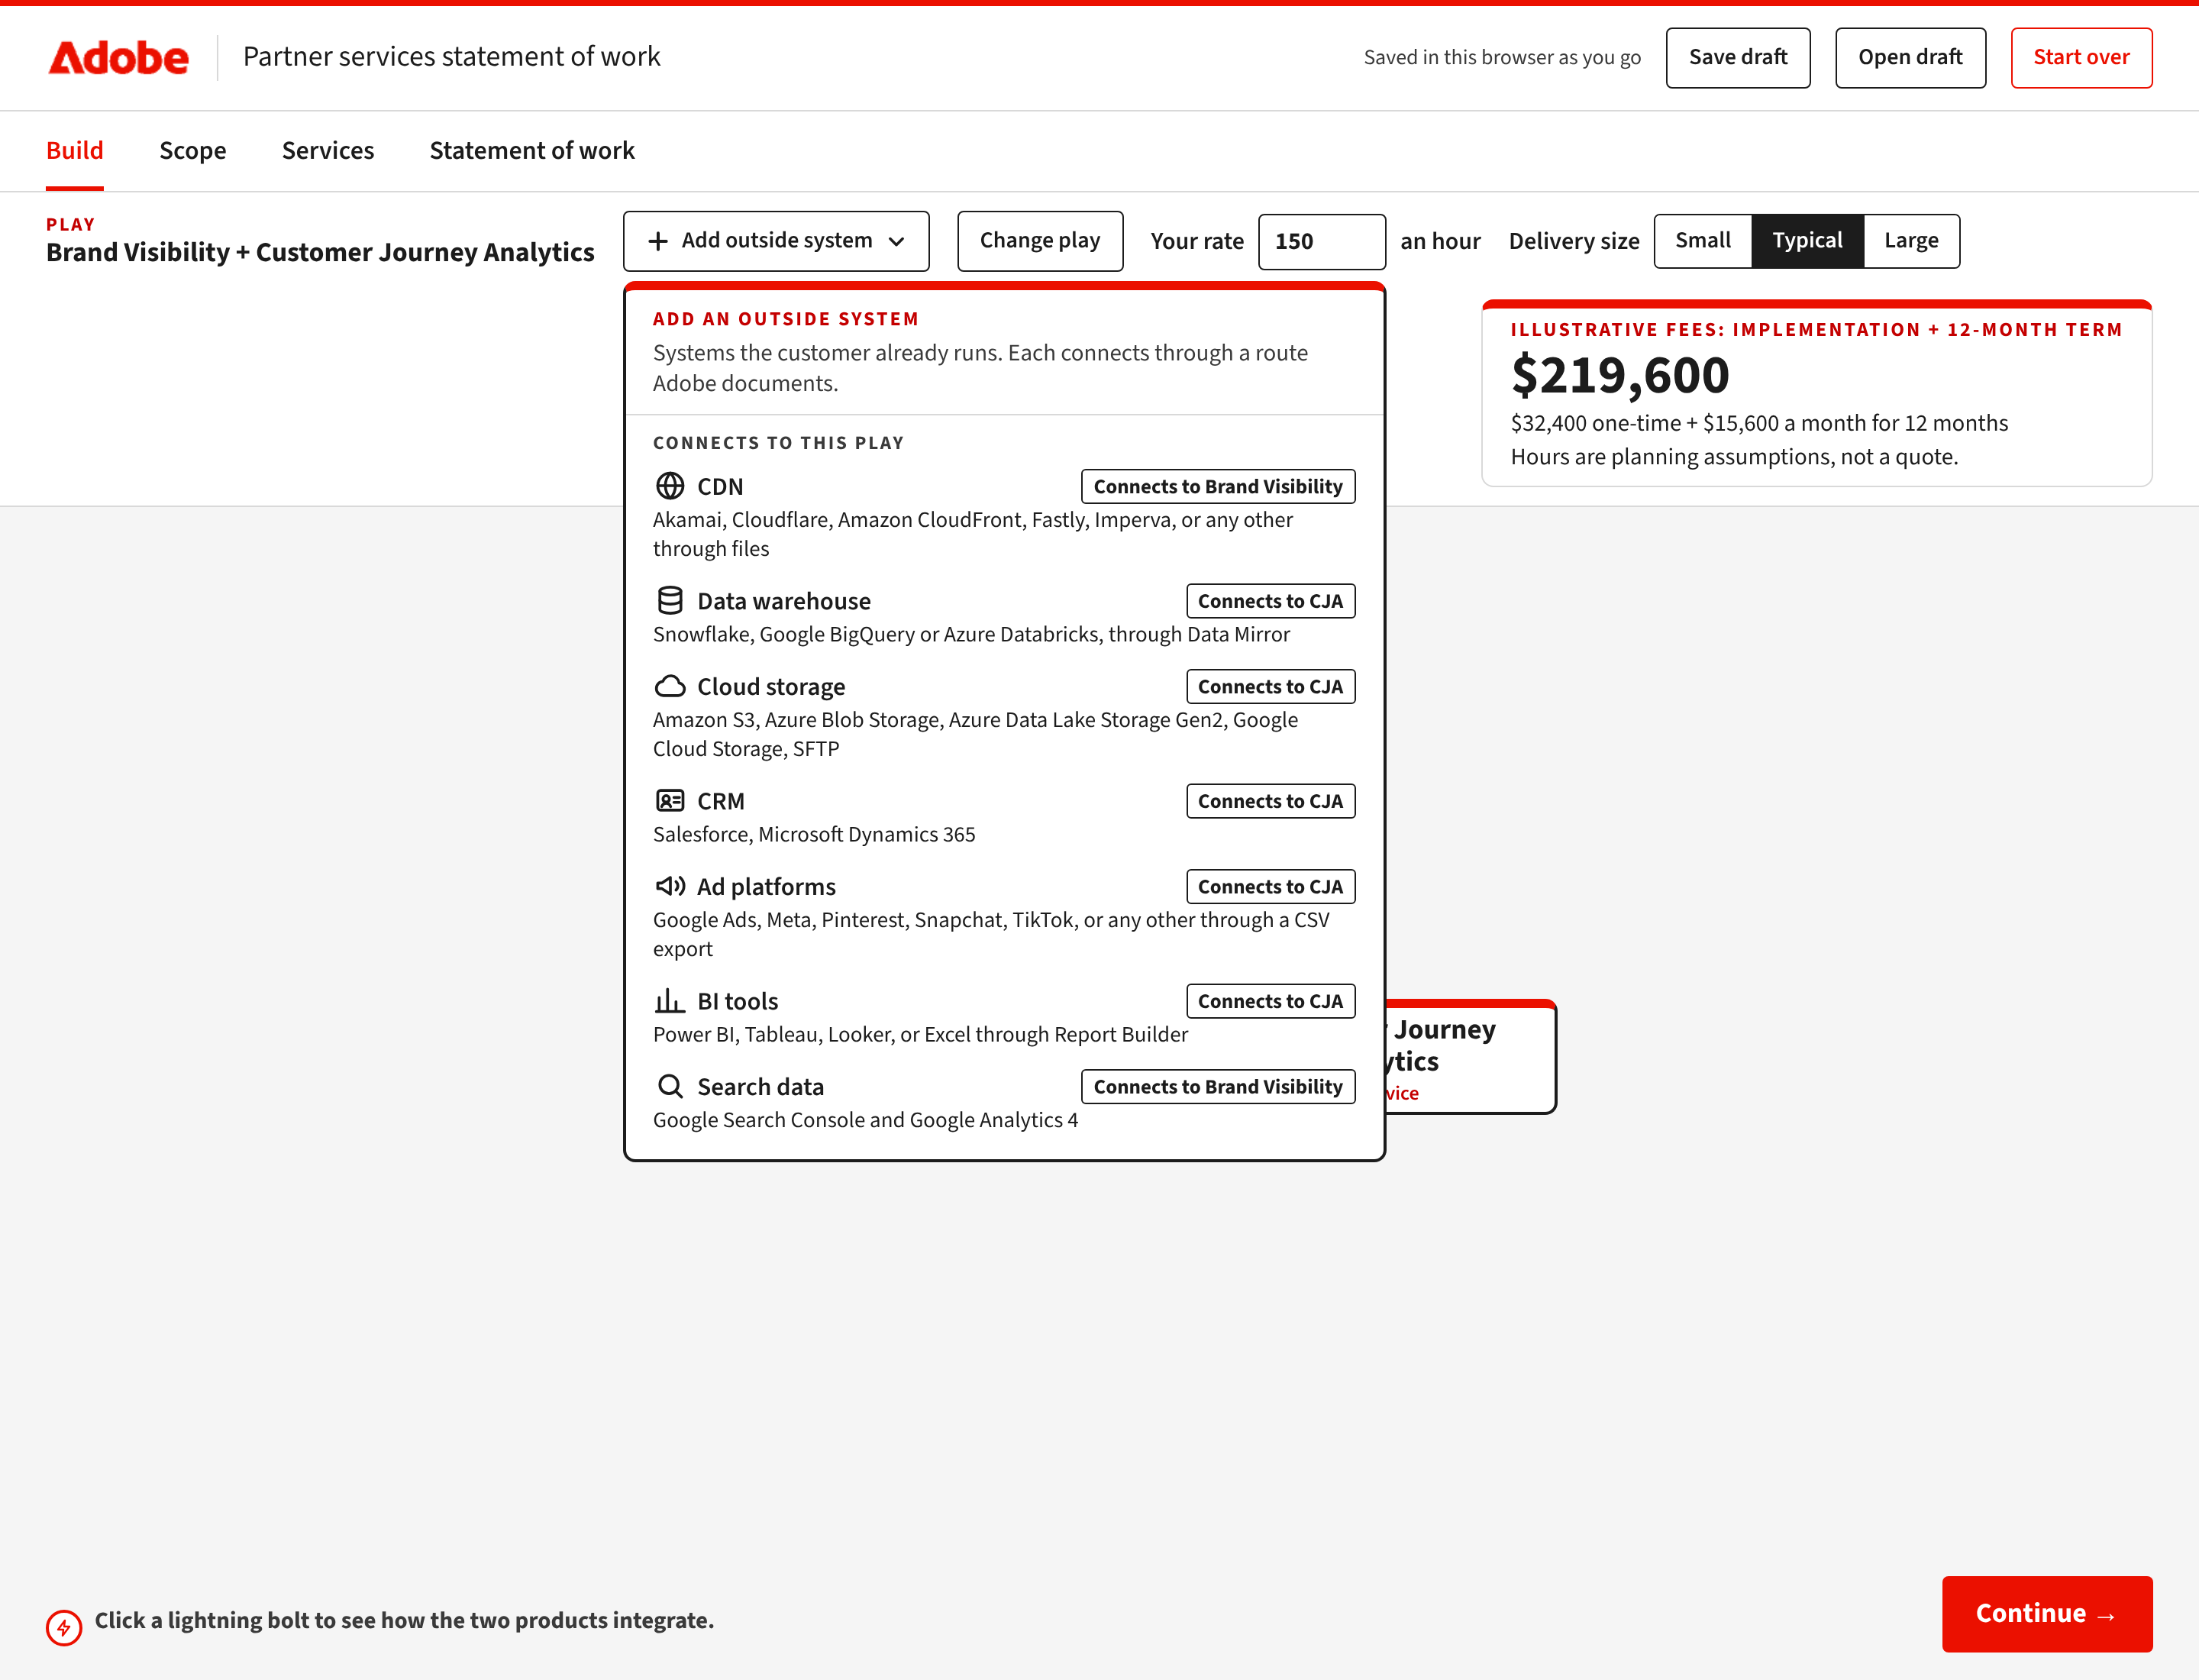 Adobe
Partner services statement of work
Saved in this browser as you go
Save draft
Open draft
Start over
Build
Scope
Services
Statement of work
PLAY
Brand Visibility + Customer Journey Analytics
Add outside system
Change play
Your rate
150
an hour
Delivery size
Small
Typical
Large
ADD AN OUTSIDE SYSTEM
Systems the customer already runs. Each connects through a route
Adobe documents.
CONNECTS TO THIS PLAY
CDN
Connects to Brand Visibility
Akamai, Cloudflare, Amazon CloudFront, Fastly, Imperva, or any other
through files
Data warehouse
Connects to CJA
Snowflake, Google BigQuery or Azure Databricks, through Data Mirror
Cloud storage
Connects to CJA
Amazon S3, Azure Blob Storage, Azure Data Lake Storage Gen2, Google
Cloud Storage, SFTP
CRM
Connects to CJA
Salesforce, Microsoft Dynamics 365
Ad platforms
Connects to CJA
Google Ads, Meta, Pinterest, Snapchat, TikTok, or any other through a CSV
export
BI tools
Connects to CJA
Power BI, Tableau, Looker, or Excel through Report Builder
Search data
Connects to Brand Visibility
Google Search Console and Google Analytics 4
ILLUSTRATIVE FEES: IMPLEMENTATION + 12-MONTH TERM
$219,600
$32,400 one-time + $15,600 a month for 12 months
Hours are planning assumptions, not a quote.
Journey
Click a lightning bolt to see how the two products integrate.
Continue →